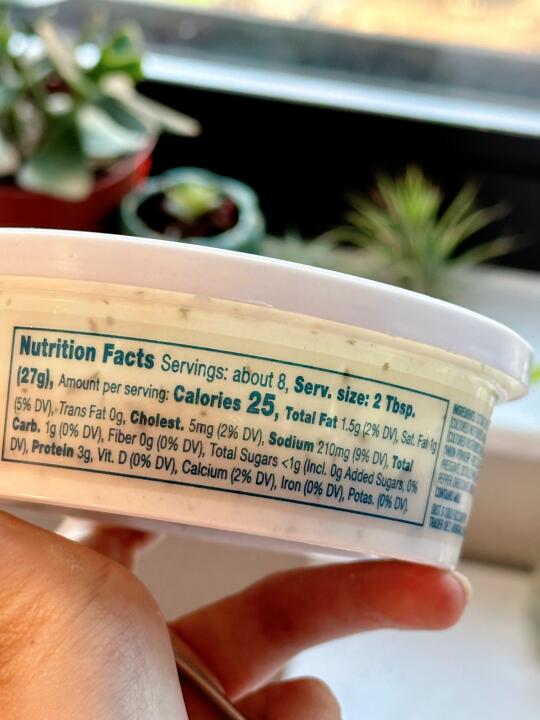 Nutrition Facts Servings: about 8, Serv. size: 2 Tbsp.
(27g), Amount per serving: Calories 25, Total Fat 1.5g (2% DV), Sat. Fat 1g
(5% DV), Trans Fat 0g, Cholest. 5mg (2% DV), Sodium 210mg (9% DV), Total
Carb. 1g (0% DV), Fiber 0g (0% DV), Total Sugars <1g (Incl. 0g Added Sugars, 0%
DV), Protein 3g, Vit. D (0% DV), Calcium (2% DV), Iron (0% DV), Potas. (0% DV).
INGREDIENTS:
CONTAINS MILK.